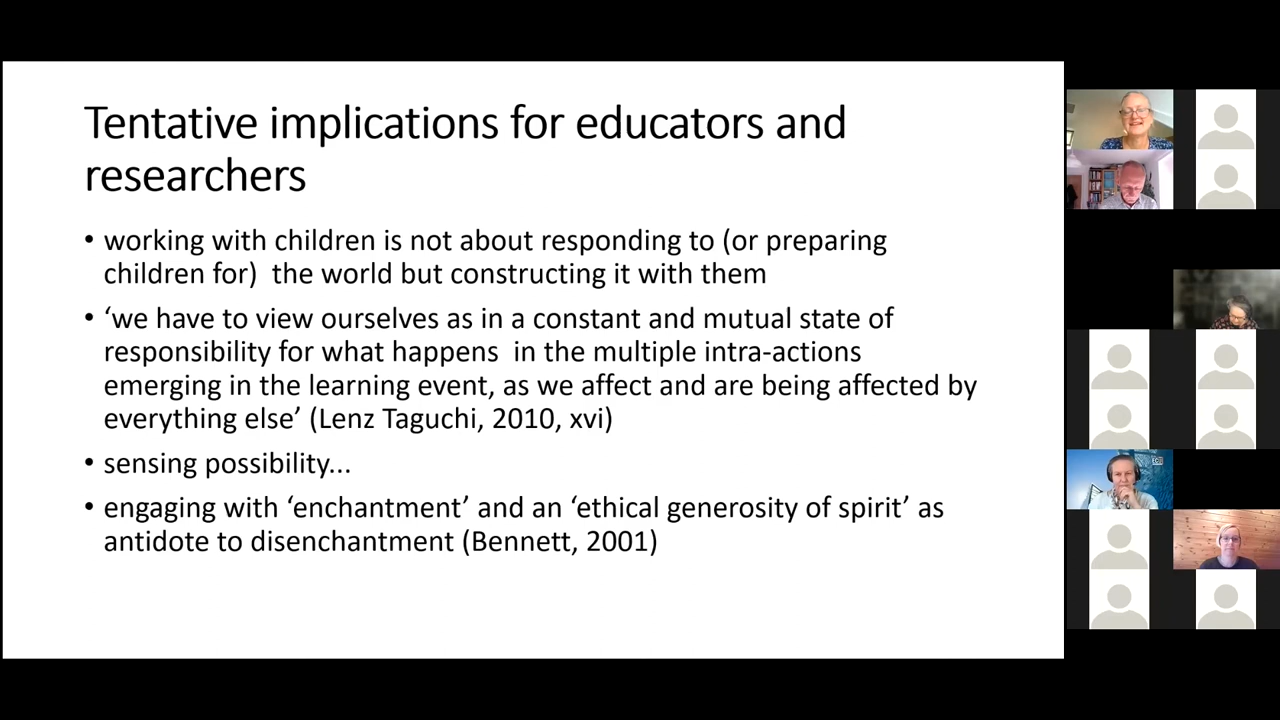 Tentative implications for educators and
researchers
• working with children is not about responding to (or preparing
children for)  the world but constructing it with them
• ‘we have to view ourselves as in a constant and mutual state of
responsibility for what happens  in the multiple intra-actions
emerging in the learning event, as we affect and are being affected by
everything else’ (Lenz Taguchi, 2010, xvi)
• sensing possibility...
• engaging with ‘enchantment’ and an ‘ethical generosity of spirit’ as
antidote to disenchantment (Bennett, 2001)